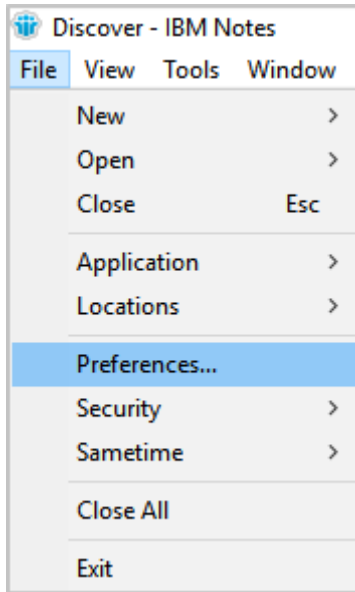 Discover - IBM Notes
File View Tools Window
New >
Open >
Close Esc
Application >
Locations >
Preferences...
Security >
Sametime >
Close All
Exit